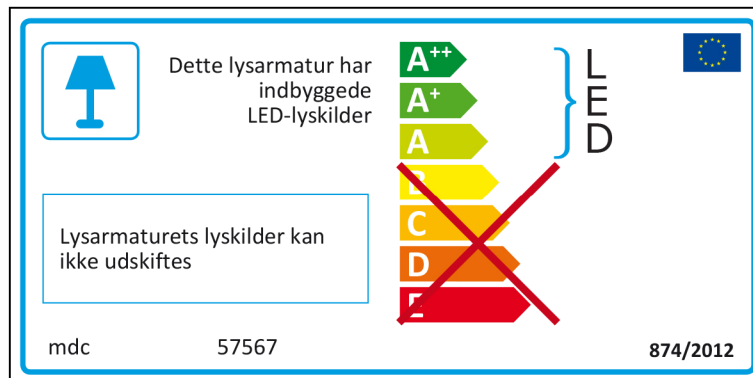 Dette lysarmatur har
indbyggede
LED-lyskilder
A++
A+
A
B
C
D
E
L
E
D
Lysarmaturets lyskilder kan
ikke udskiftes
mdc 57567
874/2012